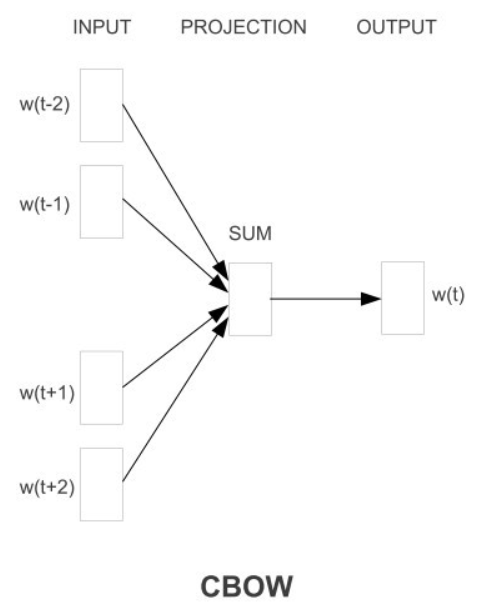 INPUT PROJECTION OUTPUT
w(t-2)
w(t-1)
SUM
w(t)
w(t+1)
w(t+2)
CBOW